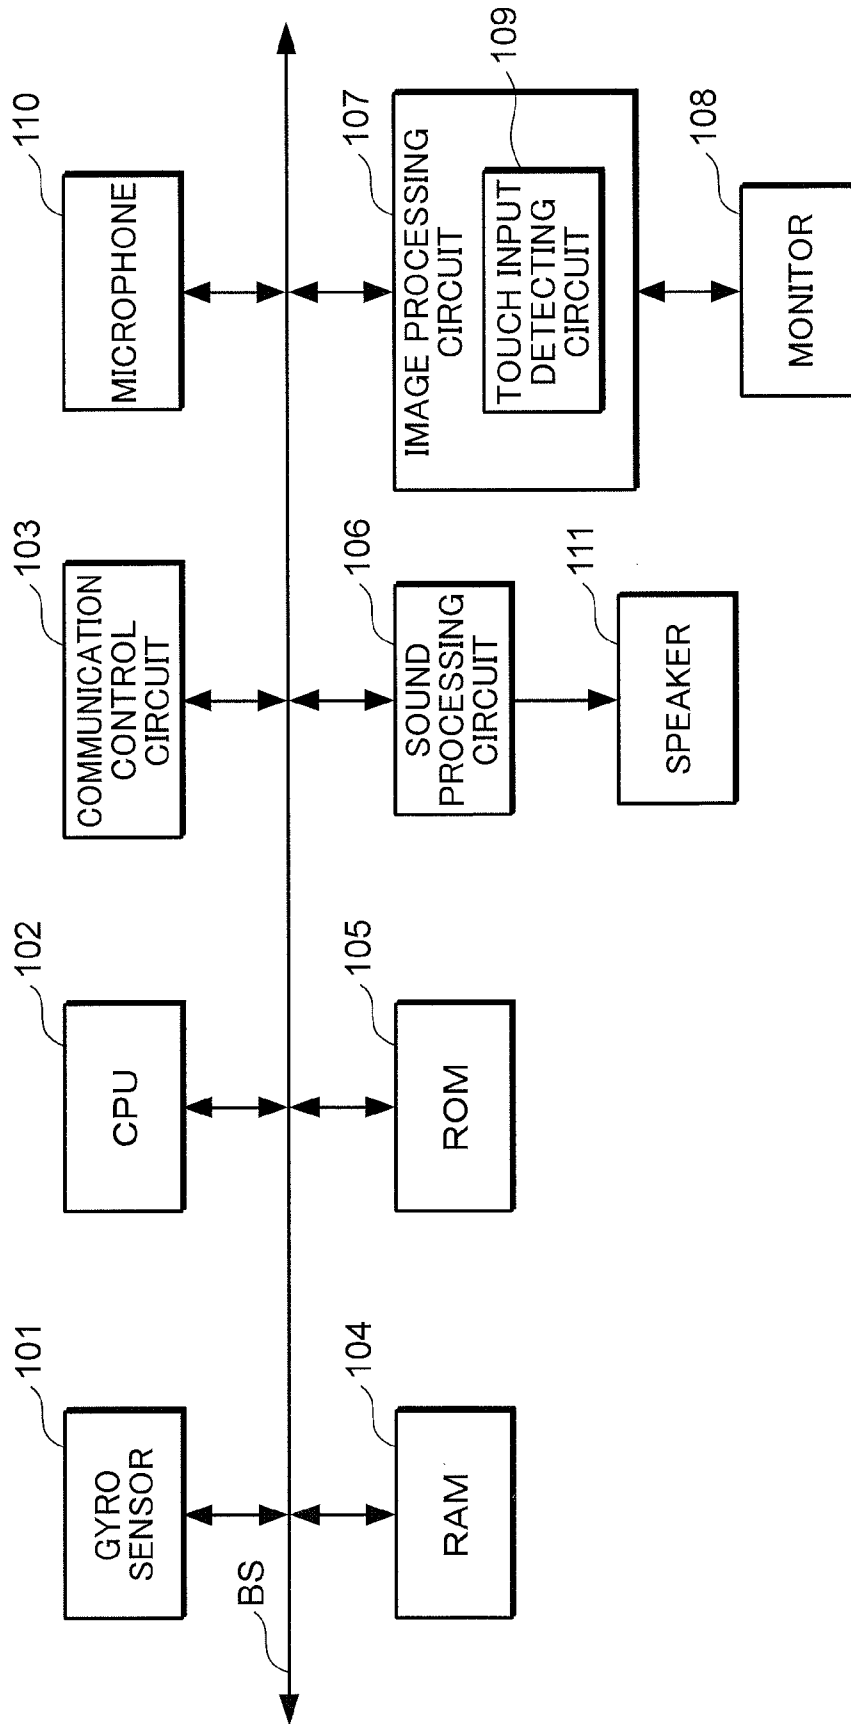 101
GYRO
SENSOR
102
CPU
103
COMMUNICATION
CONTROL
CIRCUIT
110
MICROPHONE
BS
104
RAM
105
ROM
106
SOUND
PROCESSING
CIRCUIT
111
SPEAKER
107
IMAGE PROCESSING
CIRCUIT
109
TOUCH INPUT
DETECTING
CIRCUIT
108
MONITOR